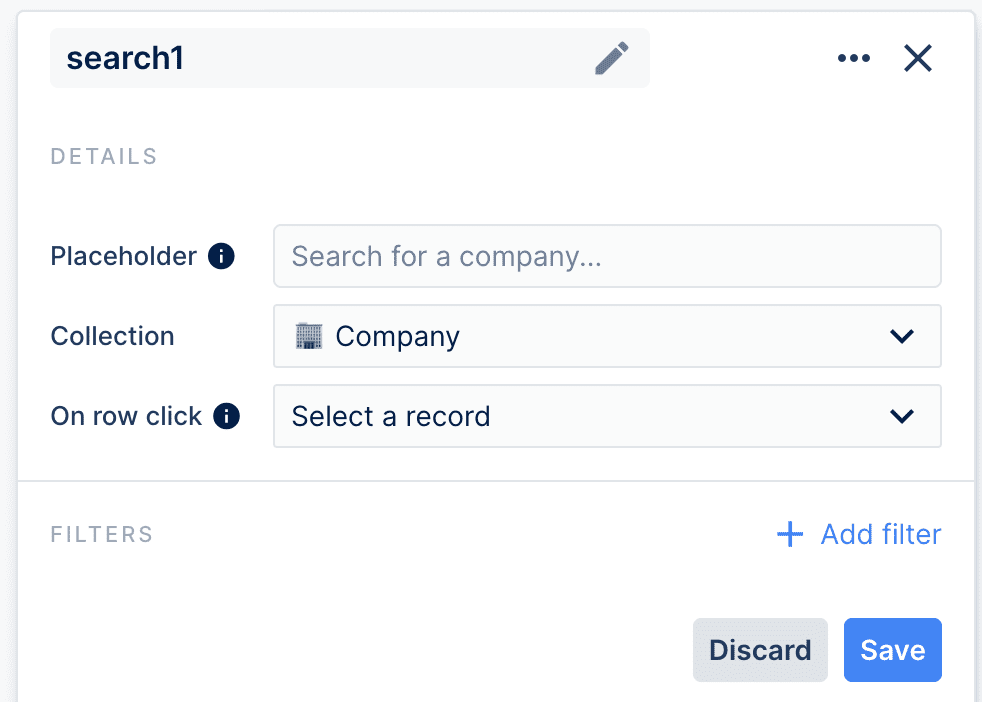 search1
DETAILS
Placeholder
Search for a company...
Collection
Company
On row click
Select a record
FILTERS
Add filter
Discard
Save